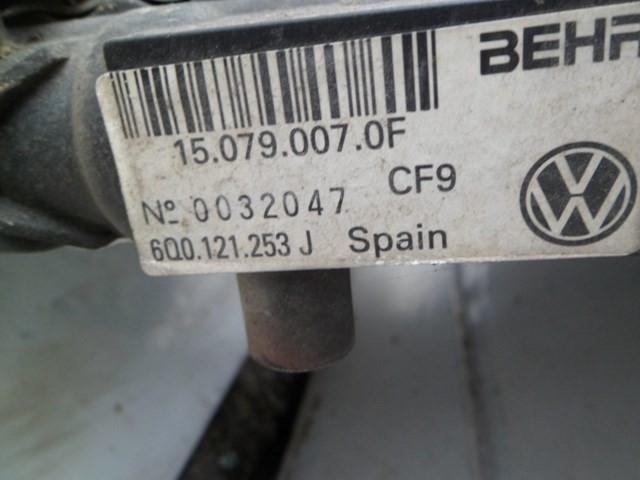 BEHR
15.079.007.0F
CF9
Nº 0032047
6Q0.121.253 J Spain